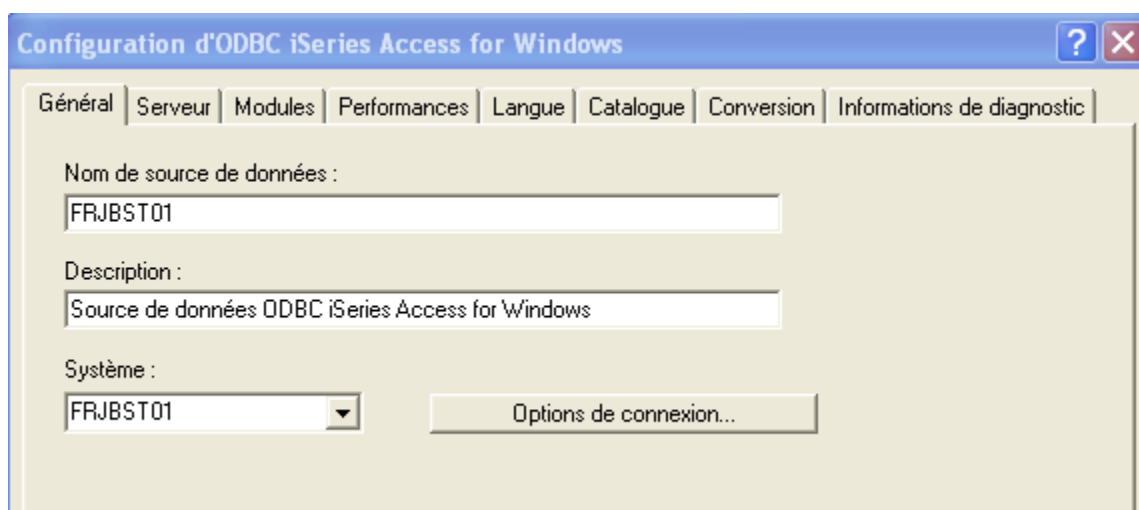 Configuration d'ODBC iSeries Access for Windows
?
Général Serveur Modules Performances Langue Catalogue Conversion Informations de diagnostic
Nom de source de données :
FRJBST01
Description :
Source de données ODBC iSeries Access for Windows
Système :
FRJBST01 Options de connexion...